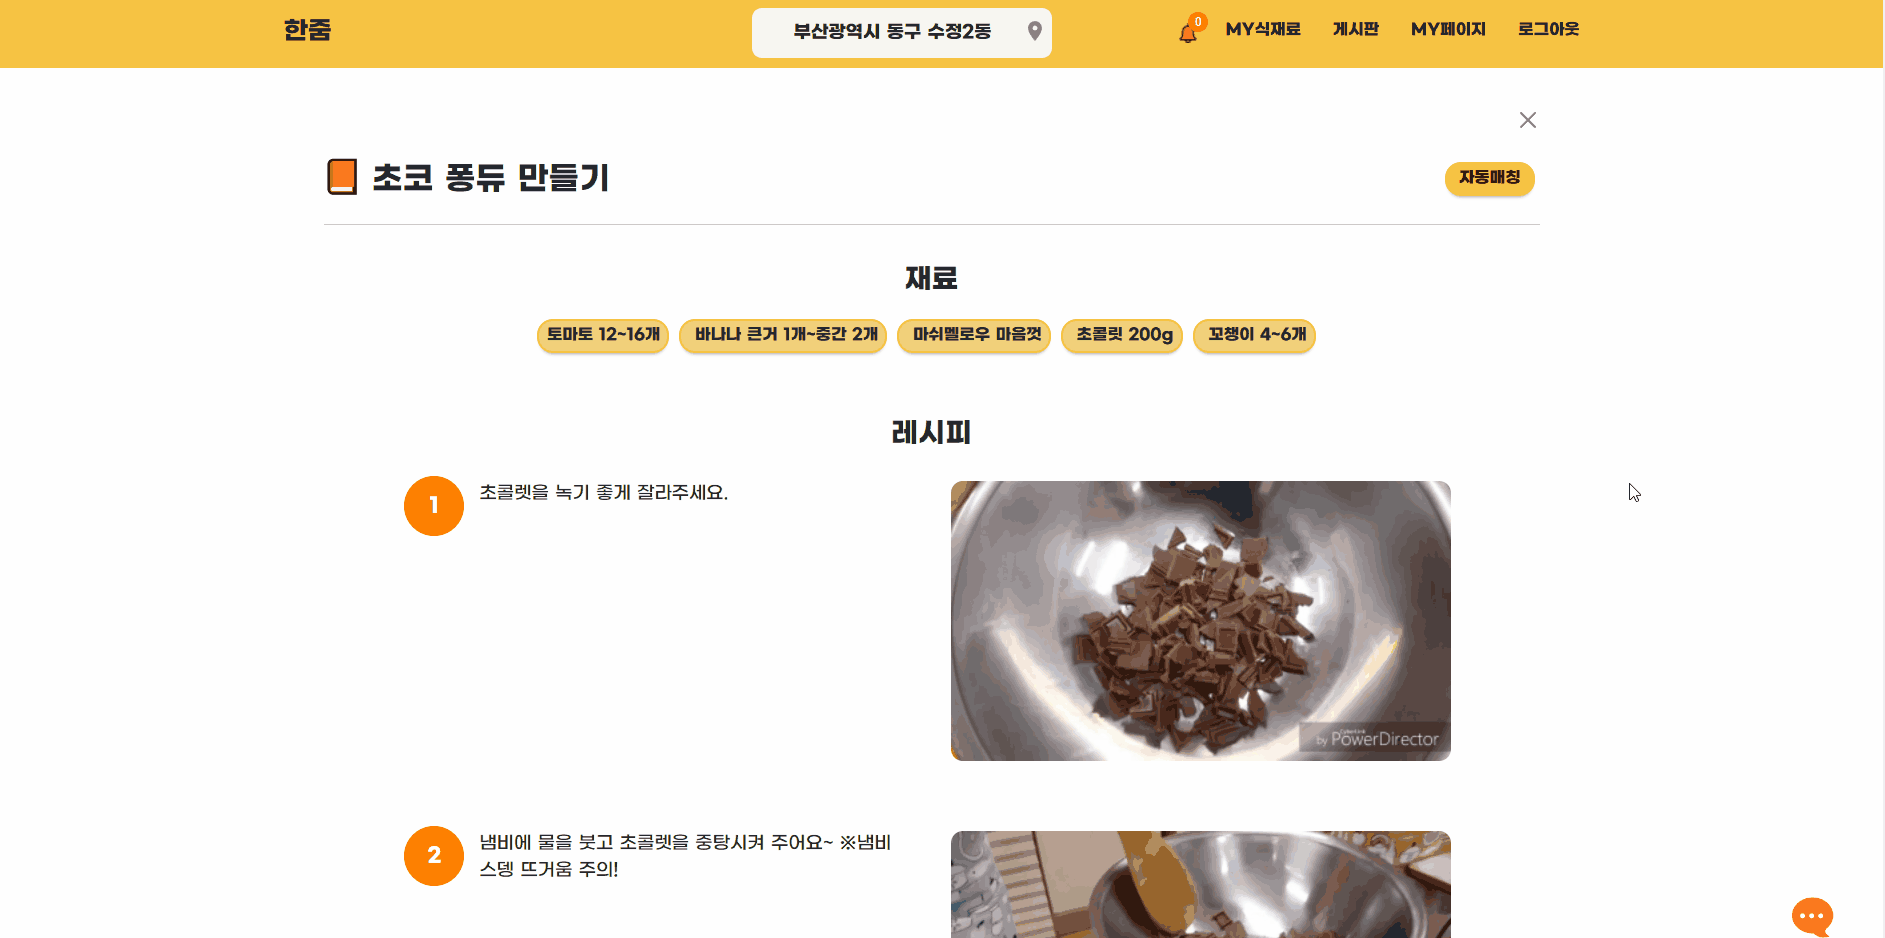 한줌
부산광역시 동구 수정2동
0
MY식재료
게시판
MY페이지
로그아웃
초코 퐁듀 만들기
자동매칭
재료
토마토 12~16개
바나나 큰거 1개~중간 2개
마쉬멜로우 마음껏
초콜릿 200g
꼬챙이 4~6개
레시피
1
초콜렛을 녹기 좋게 잘라주세요.
CyberLink
by PowerDirector
2
냄비에 물을 붓고 초콜렛을 중탕시켜 주어요~ ※냄비
스뎅 뜨거움 주의!